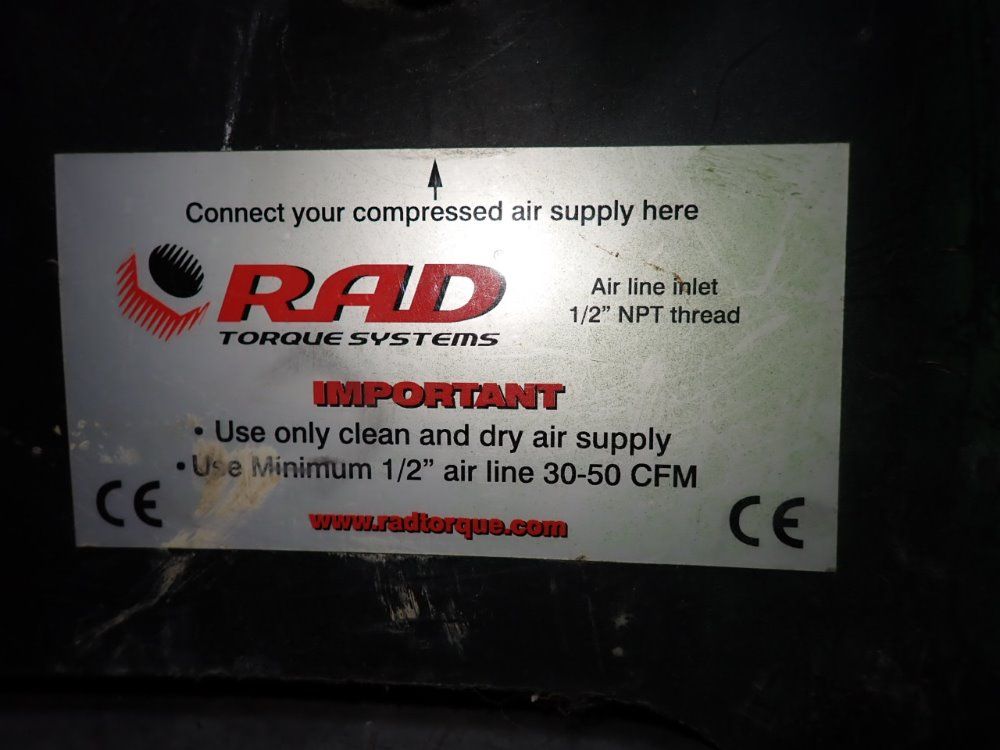 Connect your compressed air supply here
RAD
TORQUE SYSTEMS
Air line inlet
1/2” NPT thread
IMPORTANT
• Use only clean and dry air supply
• Use Minimum 1/2” air line 30-50 CFM
CE
www.radtorque.com
CE